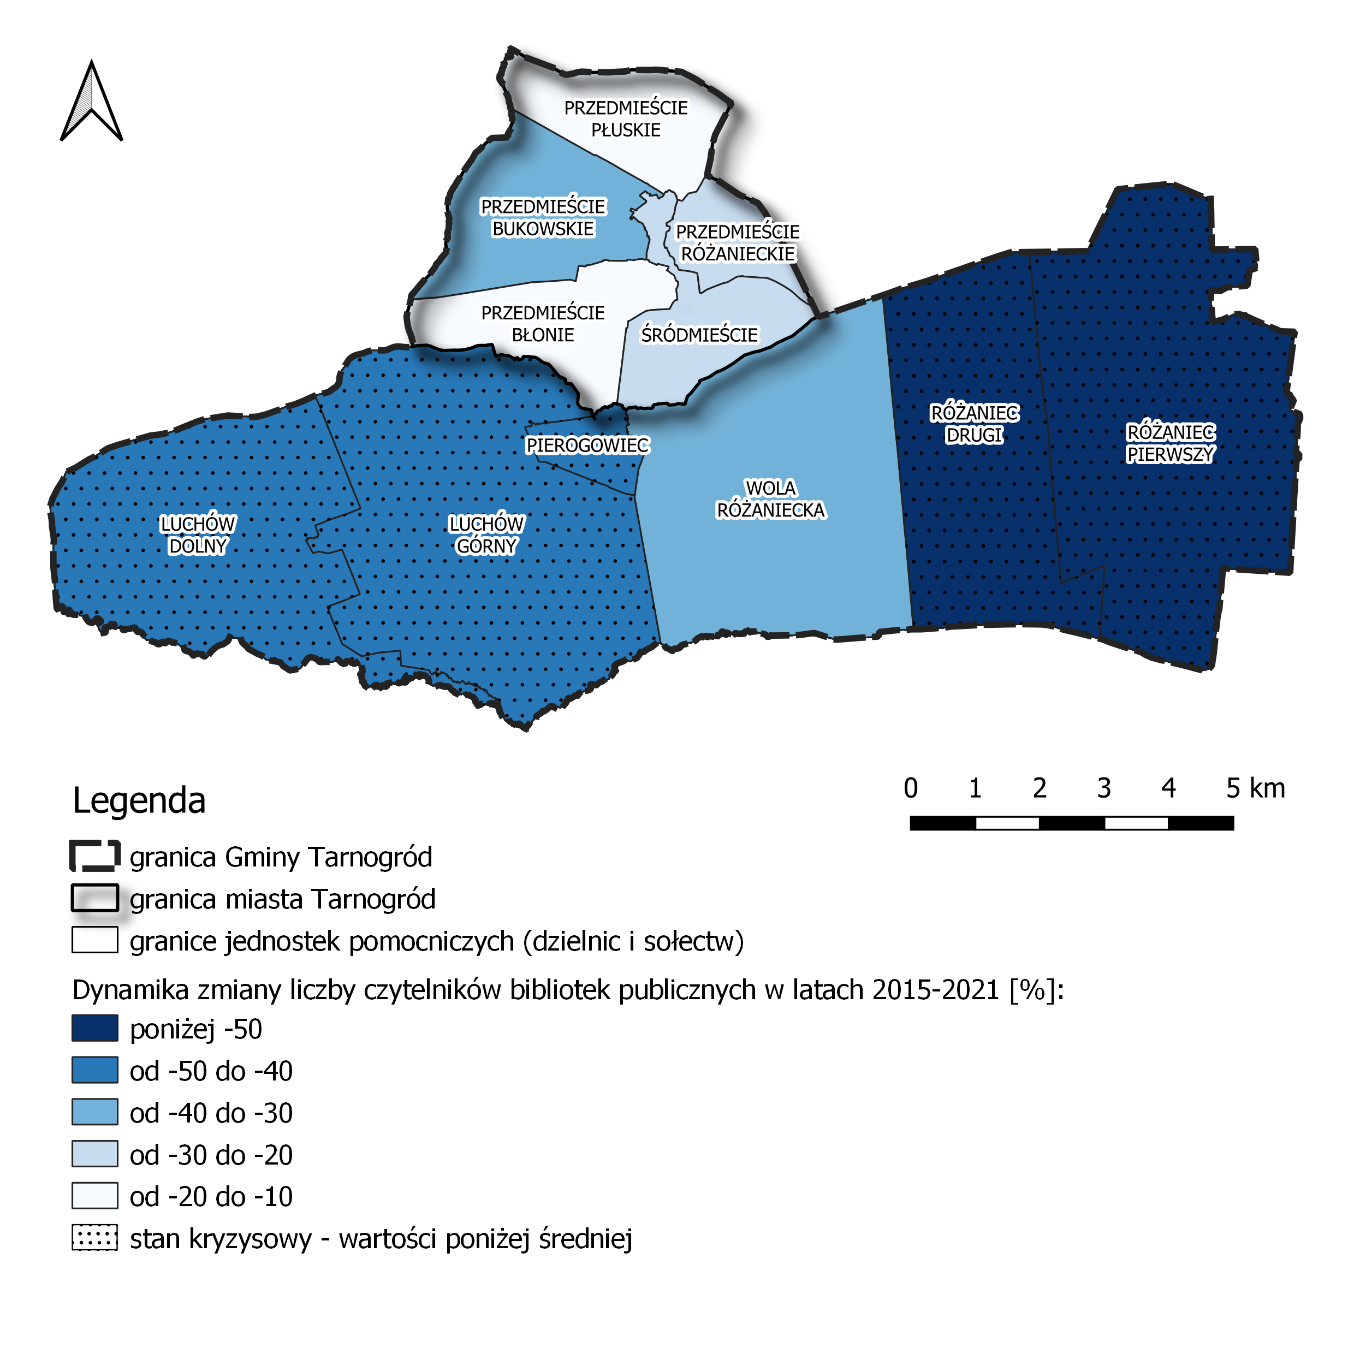 PRZEDMIEŚCIE
PŁUSKIE
PRZEDMIEŚCIE
BUKOWSKIE
PRZEDMIEŚCIE
RÓŻANIECKIE
PRZEDMIEŚCIE
BŁONIE
ŚRÓDMIEŚCIE
PIEROGOWIEC
RÓŻANIEC
DRUGI
RÓŻANIEC
PIERWSZY
WOLA
RÓŻANIECKA
LUCHÓW
DOLNY
LUCHÓW
GÓRNY
0 1 2 3 4 5 km
Legenda
granica Gminy Tarnogród
granica miasta Tarnogród
granice jednostek pomocniczych (dzielnic i sołectw)
Dynamika zmiany liczby czytelników bibliotek publicznych w latach 2015-2021 [%]:
poniżej -50
od -50 do -40
od -40 do -30
od -30 do -20
od -20 do -10
stan kryzysowy - wartości poniżej średniej